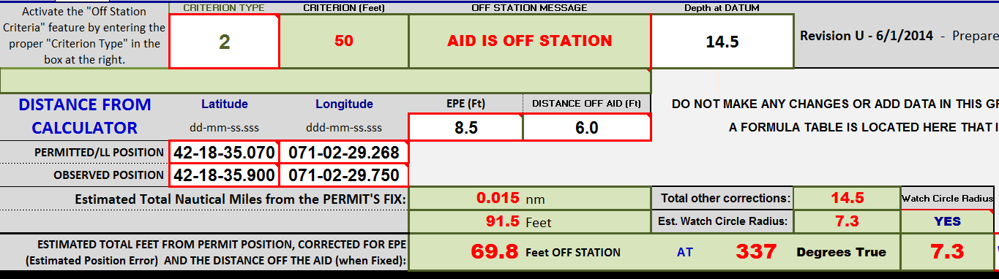 Activate the "Off Station
Criteria" feature by entering the
proper "Criterion Type" in the
box at the right.
CRITERION TYPE
CRITERION (Feet)
OFF STATION MESSAGE
Depth at DATUM
2
50
AID IS OFF STATION
14.5
Revision U - 6/1/2014 - Prepare
DISTANCE FROM
CALCULATOR
Latitude
Longitude
EPE (Ft)
DISTANCE OFF AID (Ft)
DO NOT MAKE ANY CHANGES OR ADD DATA IN THIS GR
dd-mm-ss.sss
ddd-mm-ss.sss
8.5
6.0
A FORMULA TABLE IS LOCATED HERE THAT I
PERMITTED/LL POSITION
42-18-35.070
071-02-29.268
OBSERVED POSITION
42-18-35.900
071-02-29.750
Estimated Total Nautical Miles from the PERMIT'S FIX:
0.015 nm
Total other corrections:
14.5
Watch Circle Radius
91.5 Feet
Est. Watch Circle Radius:
7.3
YES
ESTIMATED TOTAL FEET FROM PERMIT POSITION, CORRECTED FOR EPE
(Estimated Position Error) AND THE DISTANCE OFF THE AID (when Fixed):
69.8 Feet OFF STATION
AT
337
Degrees True
7.3